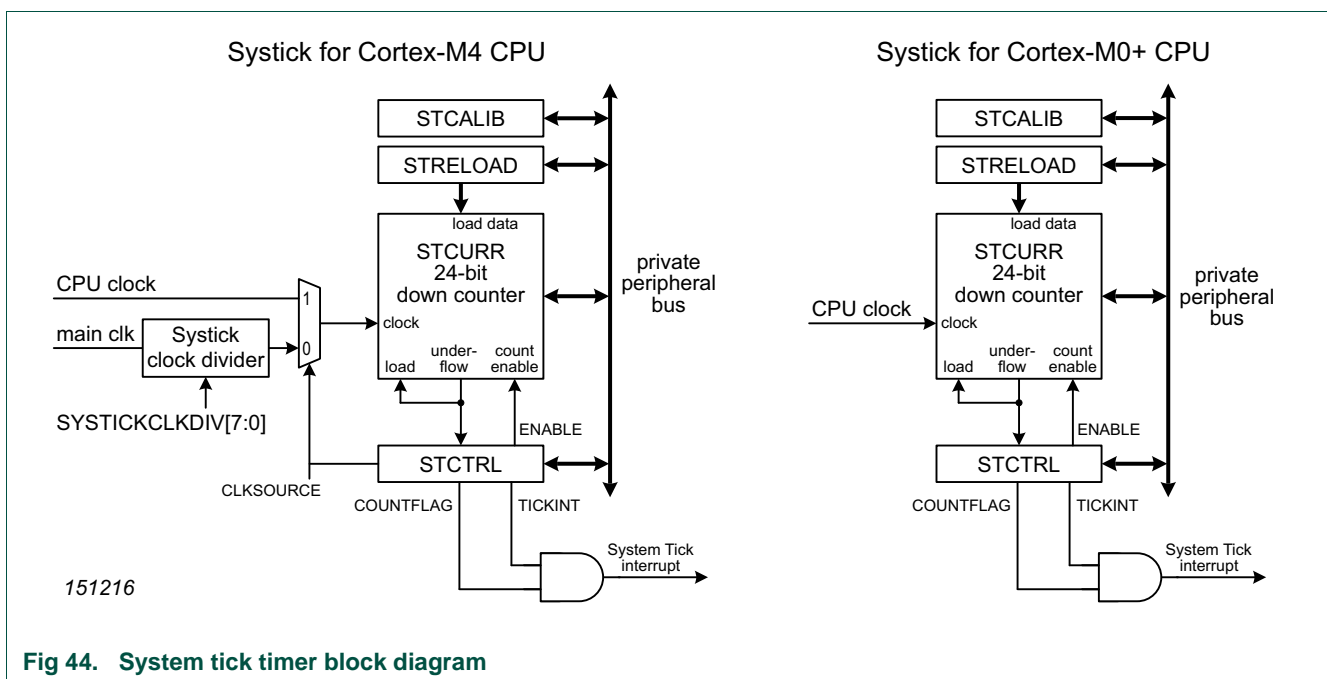 Systick for Cortex-M4 CPU
STCALIB
STRELOAD
load data
STCURR
24-bit
down counter
private
peripheral
bus
CPU clock
1
main clk
Systick
clock divider
0
clock
under-
flow
count
enable
load
SYSTICKCLKDIV[7:0]
ENABLE
STCTRL
CLKSOURCE
COUNTFLAG
TICKINT
System Tick
interrupt
151216
Systick for Cortex-M0+ CPU
STCALIB
STRELOAD
load data
STCURR
24-bit
down counter
private
peripheral
bus
CPU clock
clock
under-
flow
count
enable
load
ENABLE
STCTRL
COUNTFLAG
TICKINT
System Tick
interrupt
Fig 44. System tick timer block diagram